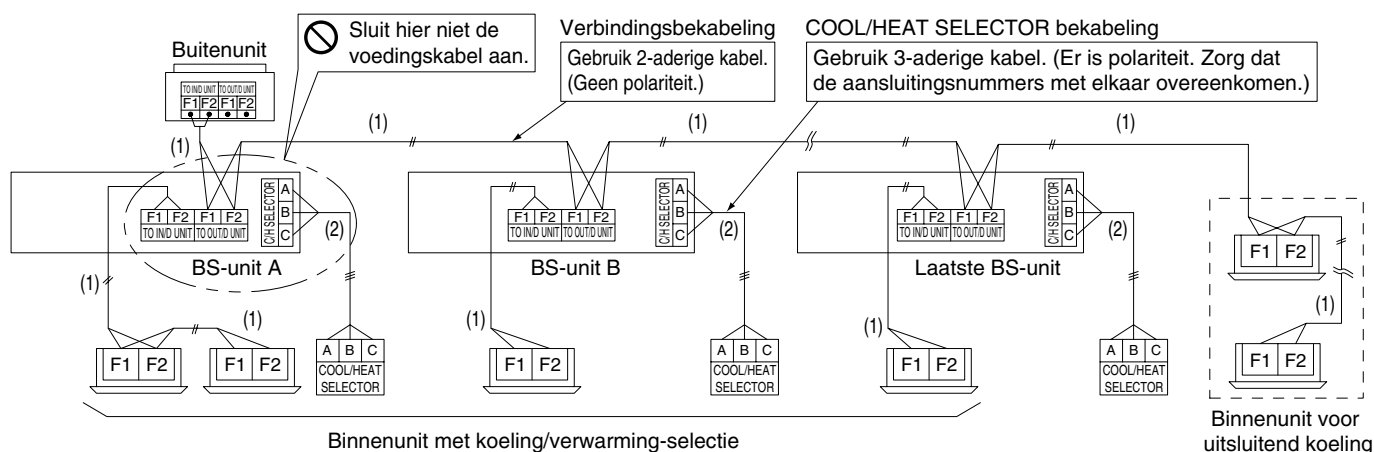 Buitenunit
Sluit hier niet de
voedingskabel aan.
Verbindingsbekabeling
Gebruik 2-aderige kabel.
(Geen polariteit.)
COOL/HEAT SELECTOR bekabeling
Gebruik 3-aderige kabel. (Er is polariteit. Zorg dat
de aansluitingsnummers met elkaar overeenkomen.)
TO IN/D UNIT TO OUT/D UNIT
F1 F2 F1 F2
(1) (1) (1) (1)
F1 F2 F1 F2
TO IN/D UNIT TO OUT/D UNIT
C/H SELECTOR
A
B
C
(2)
BS-unit A
F1 F2 F1 F2
TO IN/D UNIT TO OUT/D UNIT
C/H SELECTOR
A
B
C
(2)
BS-unit B
F1 F2 F1 F2
TO IN/D UNIT TO OUT/D UNIT
C/H SELECTOR
A
B
C
(2)
Laatste BS-unit
F1 F2
(1)
F1 F2
(1) (1)
F1 F2 F1 F2
A B C
COOL/HEAT
SELECTOR
(1)
F1 F2
A B C
COOL/HEAT
SELECTOR
(1)
F1 F2
A B C
COOL/HEAT
SELECTOR
Binnenunit met koeling/verwarming-selectie
Binnenunit voor
uitsluitend koeling